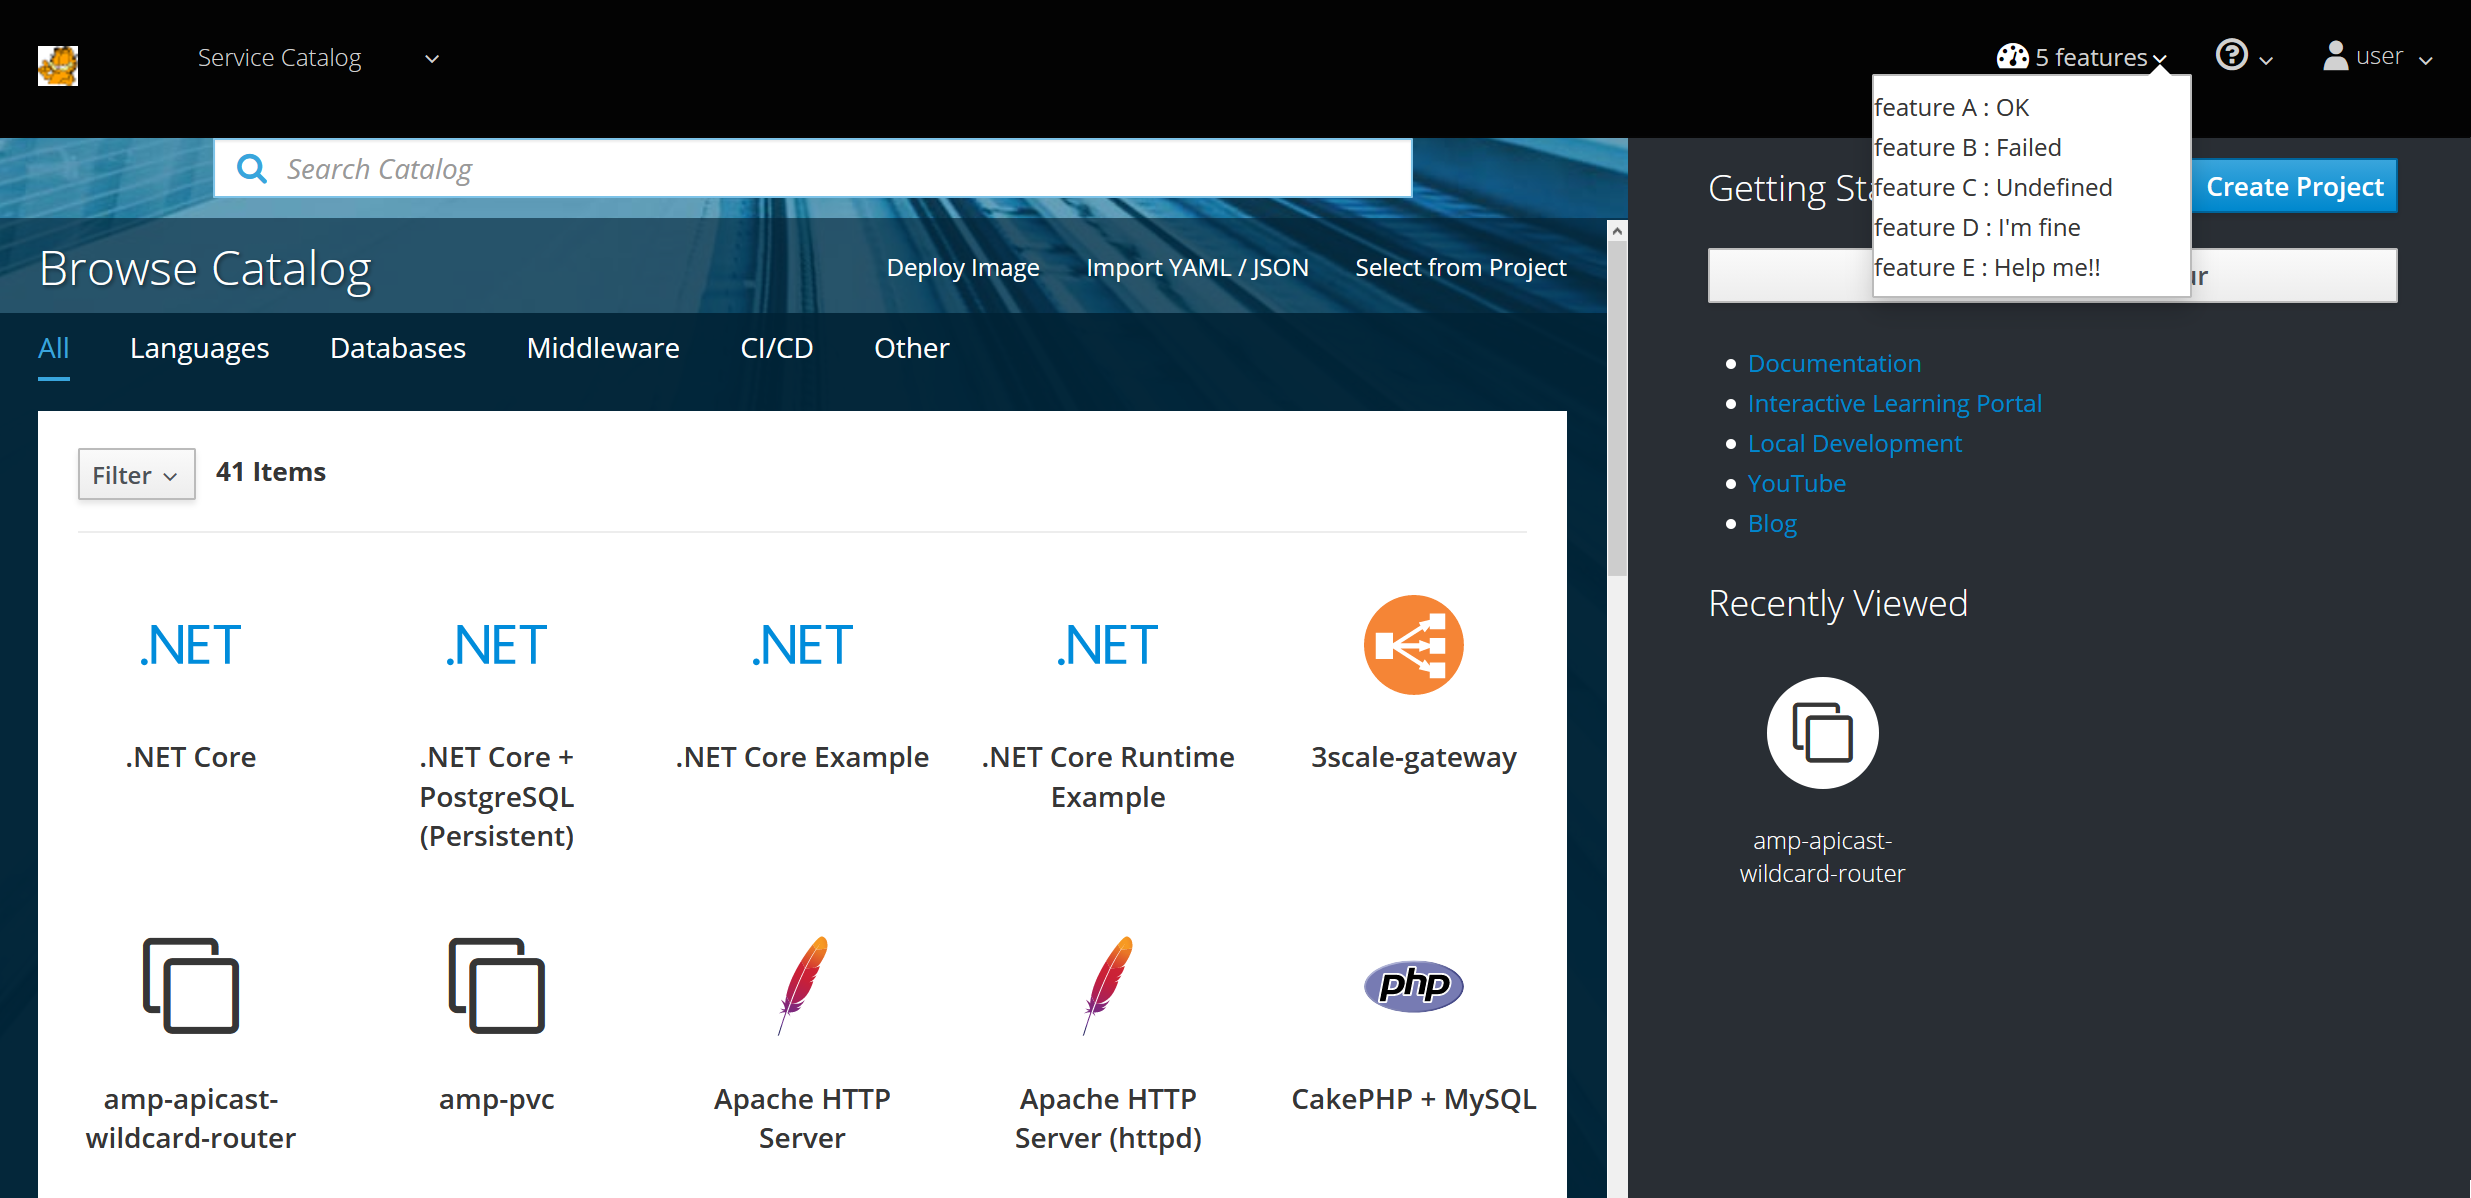 Service Catalog
5 features
user
feature A : OK
feature B : Failed
feature C : Undefined
feature D : I'm fine
feature E : Help me!!
Search Catalog
Getting
Create Project
Browse Catalog
Deploy Image
Import YAML / JSON
Select from Project
All
Languages
Databases
Middleware
CI/CD
Other
Documentation
Interactive Learning Portal
Local Development
YouTube
Blog
Filter
41 Items
Recently Viewed
amp-apicast-
wildcard-router
.NET
.NET
.NET
.NET
.NET Core
.NET Core +
PostgreSQL
(Persistent)
.NET Core Example
.NET Core Runtime
Example
3scale-gateway
php
amp-apicast-
wildcard-router
amp-pvc
Apache HTTP
Server
Apache HTTP
Server (httpd)
CakePHP + MySQL